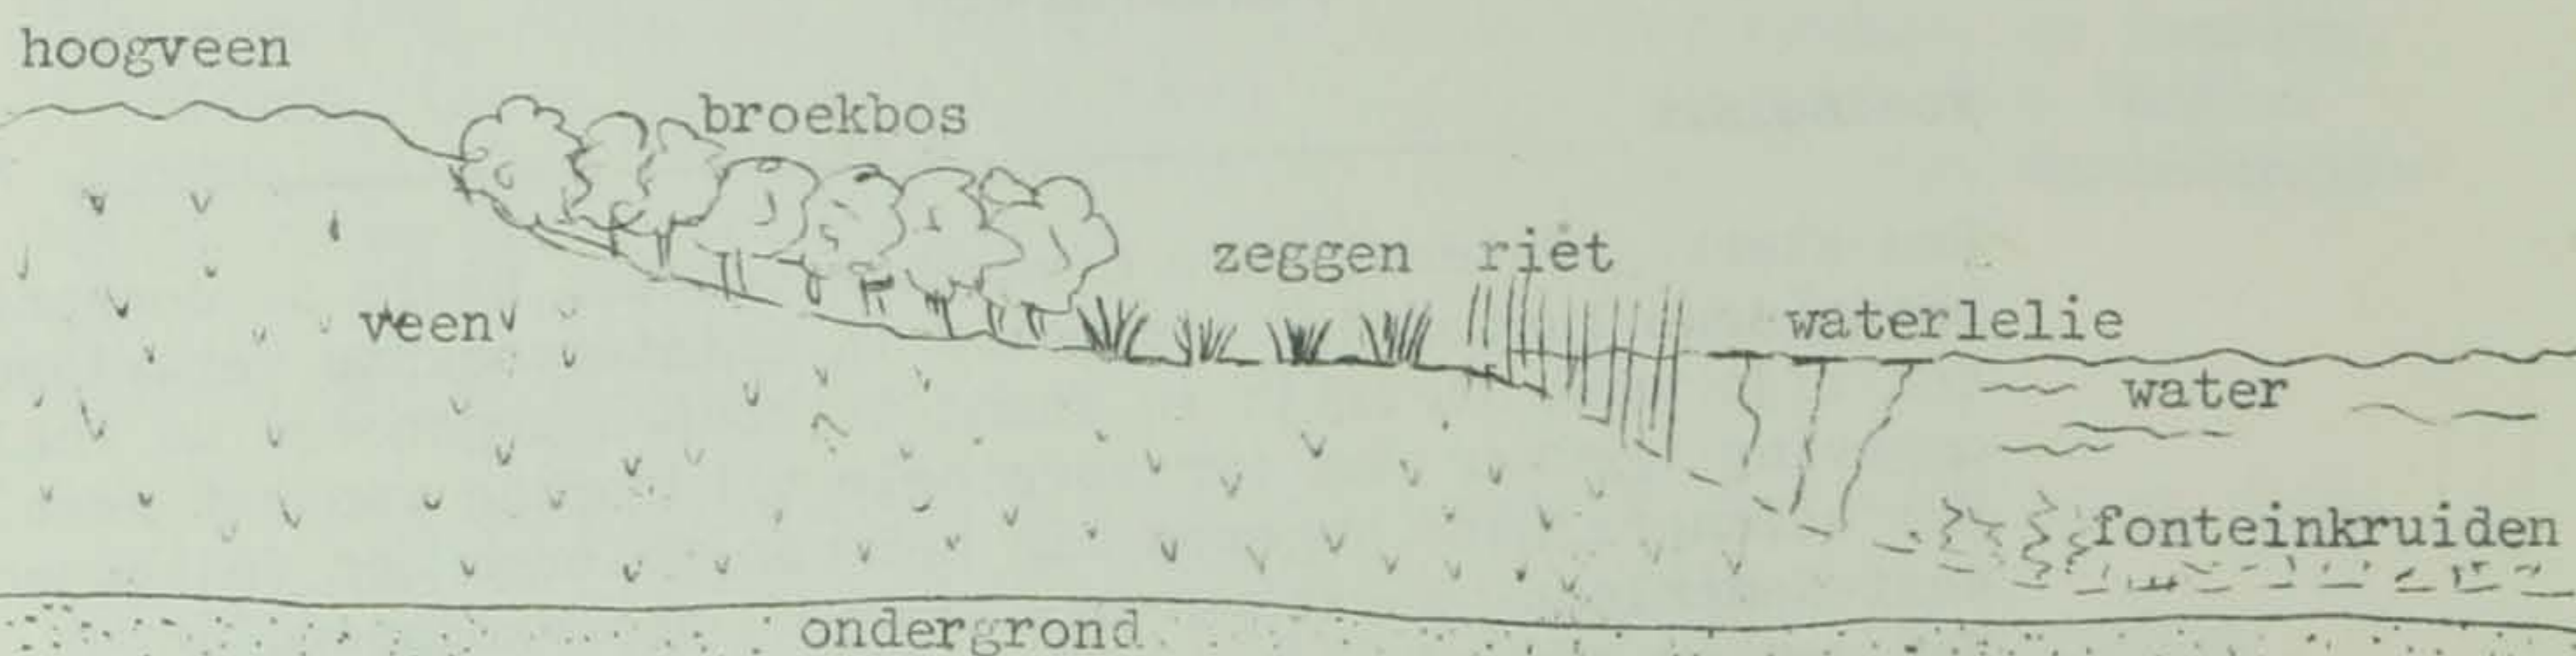 hoogveen
broekbos
zeggen riet
waterlelie
veen
water
fonteinkruiden
ondergrond